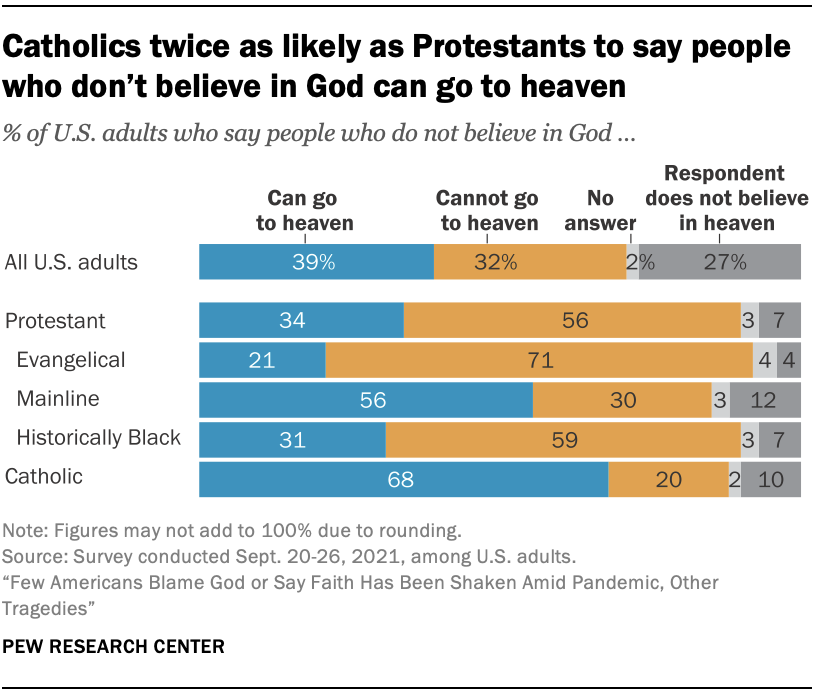 Catholics twice as likely as Protestants to say people
who don’t believe in God can go to heaven
% of U.S. adults who say people who do not believe in God ...
Can go
to heaven
Cannot go
to heaven
No
answer
Respondent
does not believe
in heaven
All U.S. adults 39% 32% 2% 27%
Protestant 34 56 3 7
Evangelical 21 71 4 4
Mainline 56 30 3 12
Historically Black 31 59 3 7
Catholic 68 20 2 10
Note: Figures may not add to 100% due to rounding.
Source: Survey conducted Sept. 20-26, 2021, among U.S. adults.
“Few Americans Blame God or Say Faith Has Been Shaken Amid Pandemic, Other
Tragedies”
PEW RESEARCH CENTER